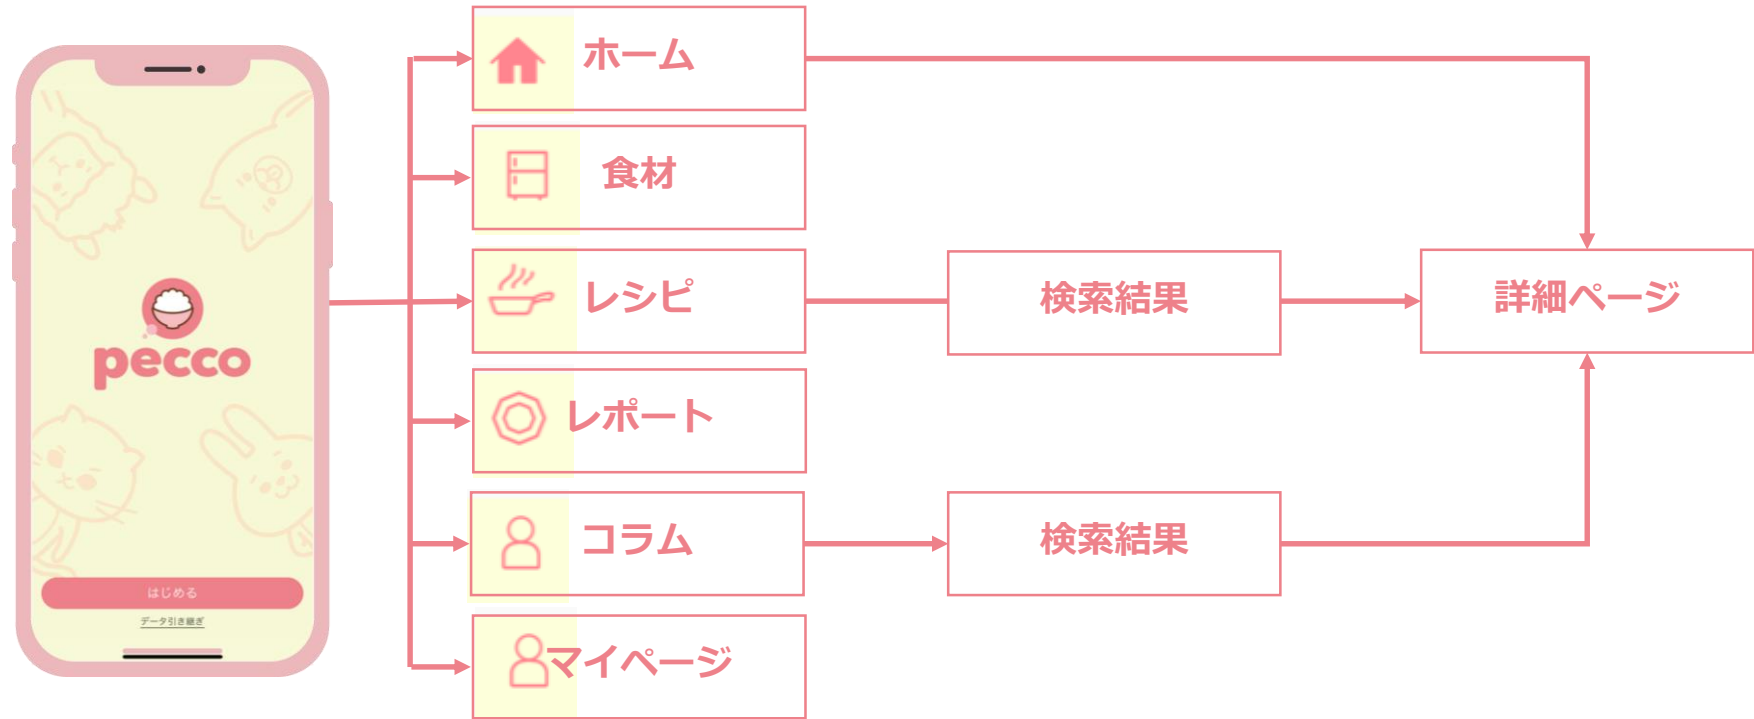 pecco
はじめる
データ引き継ぎ
ホーム
食材
レシピ
検索結果
詳細ページ
レポート
コラム
検索結果
マイページ